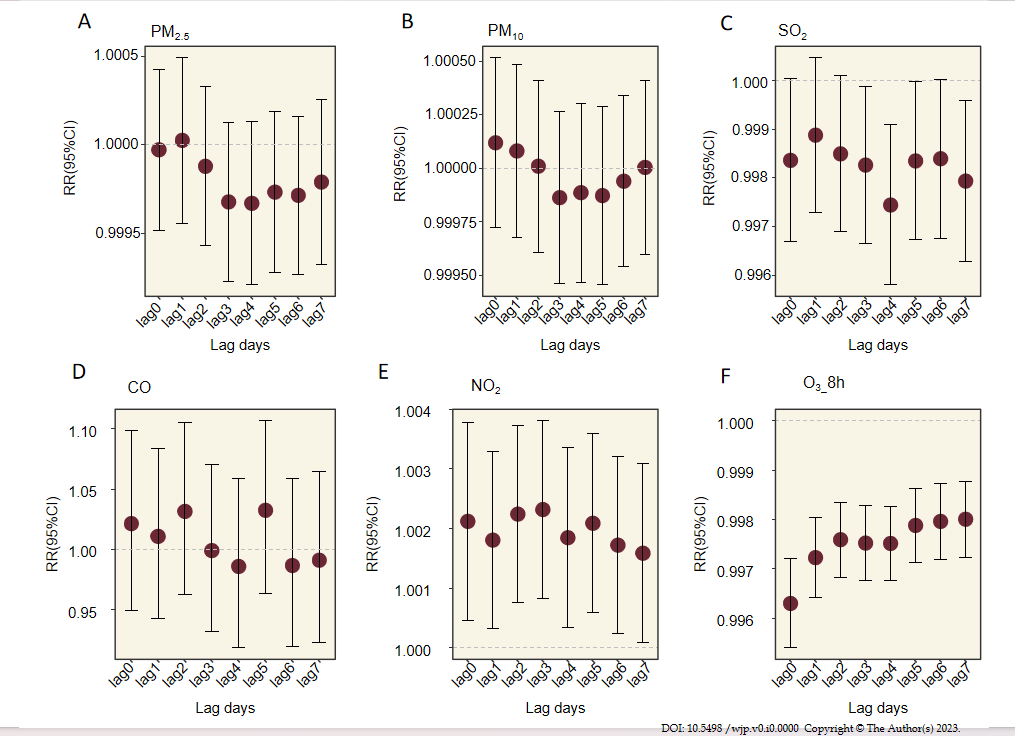 A
PM2.5
RR(95%CI)
1.0005
1.0000
0.9995
lag0 lag1 lag2 lag3 lag4 lag5 lag6 lag7
Lag days
B
PM10
RR(95%CI)
1.00050
1.00025
1.00000
0.99975
0.99950
lag0 lag1 lag2 lag3 lag4 lag5 lag6 lag7
Lag days
C
SO2
RR(95%CI)
1.000
0.999
0.998
0.997
0.996
lag0 lag1 lag2 lag3 lag4 lag5 lag6 lag7
Lag days
D
CO
RR(95%CI)
1.10
1.05
1.00
0.95
lag0 lag1 lag2 lag3 lag4 lag5 lag6 lag7
Lag days
E
NO2
RR(95%CI)
1.004
1.003
1.002
1.001
1.000
lag0 lag1 lag2 lag3 lag4 lag5 lag6 lag7
Lag days
F
O3_8h
RR(95%CI)
1.000
0.999
0.998
0.997
0.996
lag0 lag1 lag2 lag3 lag4 lag5 lag6 lag7
Lag days
DOI: 10.5498 /wjp.v0.i0.0000 Copyright © The Author(s) 2023.